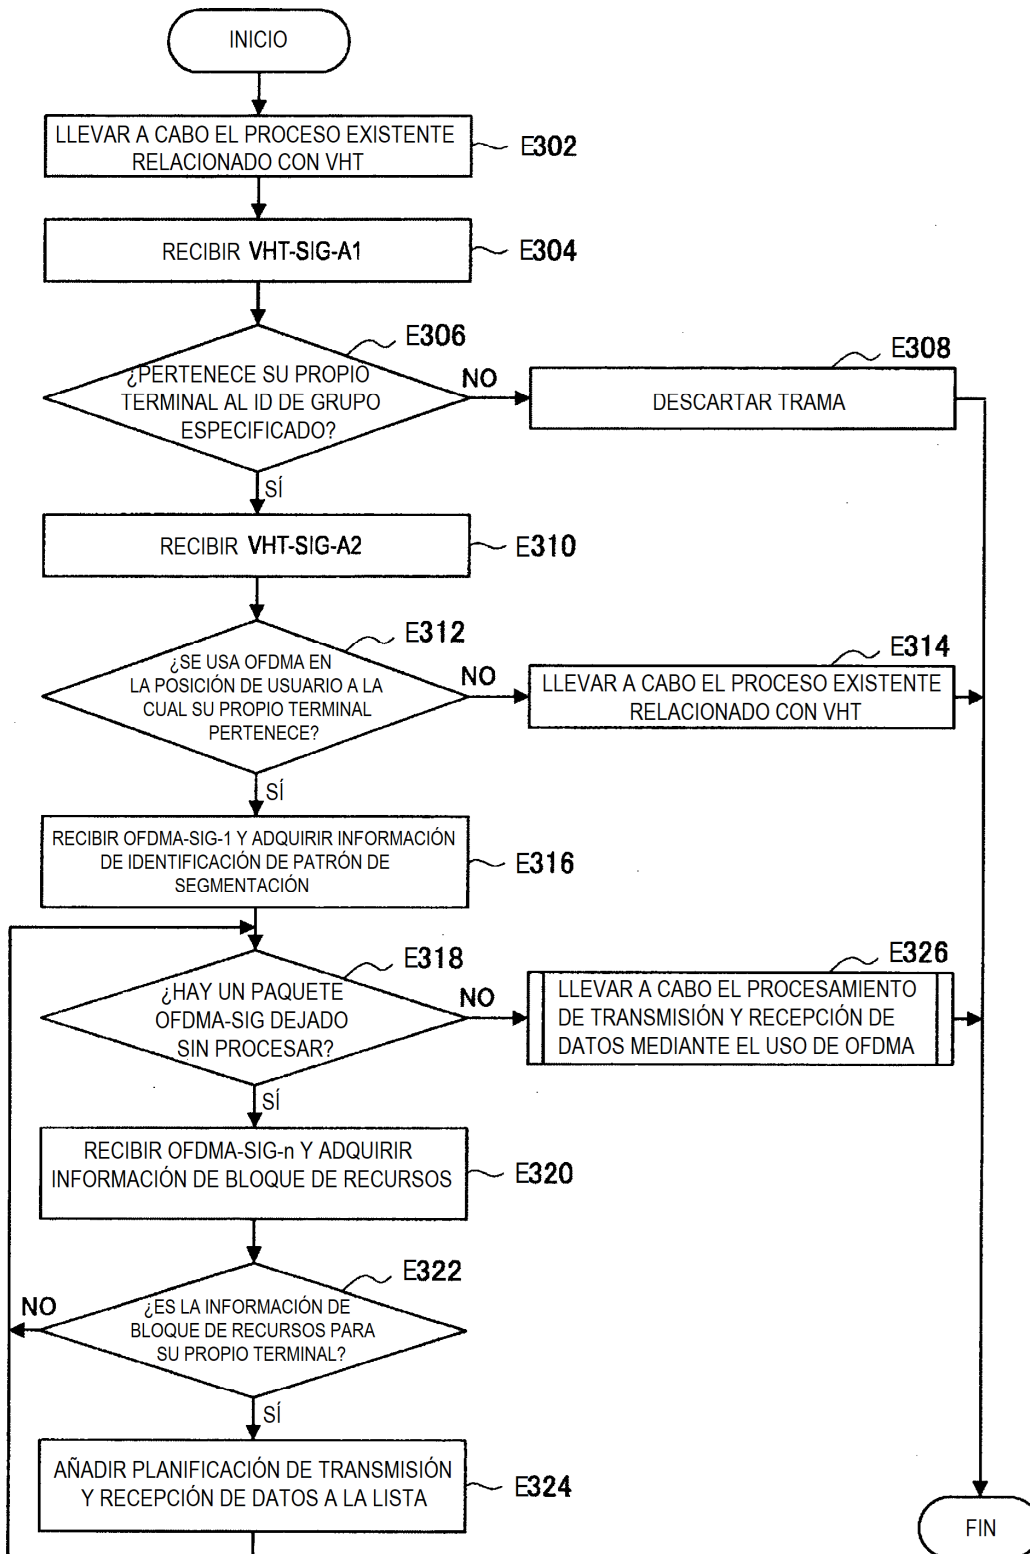 INICIO
LLEVAR A CABO EL PROCESO EXISTENTE
RELACIONADO CON VHT
E302
RECIBIR VHT-SIG-A1
E304
E306
¿PERTENECE SU PROPIO
TERMINAL AL ID DE GRUPO
ESPECIFICADO?
NO
E308
DESCARTAR TRAMA
SÍ
RECIBIR VHT-SIG-A2
E310
E312
¿SE USA OFDMA EN
LA POSICIÓN DE USUARIO A LA
CUAL SU PROPIO TERMINAL
PERTENECE?
NO
E314
LLEVAR A CABO EL PROCESO EXISTENTE
RELACIONADO CON VHT
SÍ
RECIBIR OFDMA-SIG-1 Y ADQUIRIR INFORMACIÓN
DE IDENTIFICACIÓN DE PATRÓN DE
SEGMENTACIÓN
E316
E318
¿HAY UN PAQUETE
OFDMA-SIG DEJADO
SIN PROCESAR?
NO
E326
LLEVAR A CABO EL PROCESAMIENTO
DE TRANSMISIÓN Y RECEPCIÓN DE
DATOS MEDIANTE EL USO DE OFDMA
SÍ
RECIBIR OFDMA-SIG-n Y ADQUIRIR
INFORMACIÓN DE BLOQUE DE RECURSOS
E320
E322
NO
¿ES LA INFORMACIÓN DE
BLOQUE DE RECURSOS PARA
SU PROPIO TERMINAL?
SÍ
AÑADIR PLANIFICACIÓN DE TRANSMISIÓN
Y RECEPCIÓN DE DATOS A LA LISTA
E324
FIN